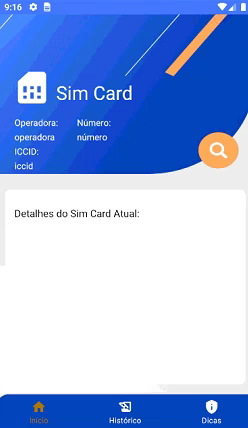 9:16
Sim Card
Operadora: Número:
operadora número
ICCID:
iccid
Detalhes do Sim Card Atual:
Início Histórico Dicas